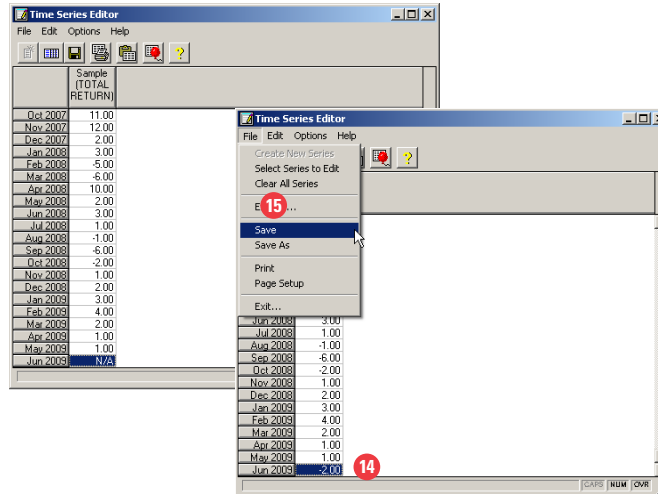 Time Series Editor
File Edit Options Help
Sample
(TOTAL
RETURN)
Oct 2007 11.00
Nov 2007 12.00
Dec 2007 2.00
Jan 2008 3.00
Feb 2008 -5.00
Mar 2008 -6.00
Apr 2008 10.00
May 2008 2.00
Jun 2008 3.00
Jul 2008 1.00
Aug 2008 -1.00
Sep 2008 -6.00
Oct 2008 -2.00
Nov 2008 1.00
Dec 2008 2.00
Jan 2009 3.00
Feb 2009 4.00
Mar 2009 2.00
Apr 2009 1.00
May 2009 1.00
Jun 2009 N/A
Time Series Editor
File Edit Options Help
Create New Series
Select Series to Edit
Clear All Series
15
Save
Save As
Print
Page Setup
Exit...
Jun 2008 3.00
Jul 2008 1.00
Aug 2008 -1.00
Sep 2008 -6.00
Oct 2008 -2.00
Nov 2008 1.00
Dec 2008 2.00
Jan 2009 3.00
Feb 2009 4.00
Mar 2009 2.00
Apr 2009 1.00
May 2009 1.00
Jun 2009 -2.00
14
CAPS NUM OVR